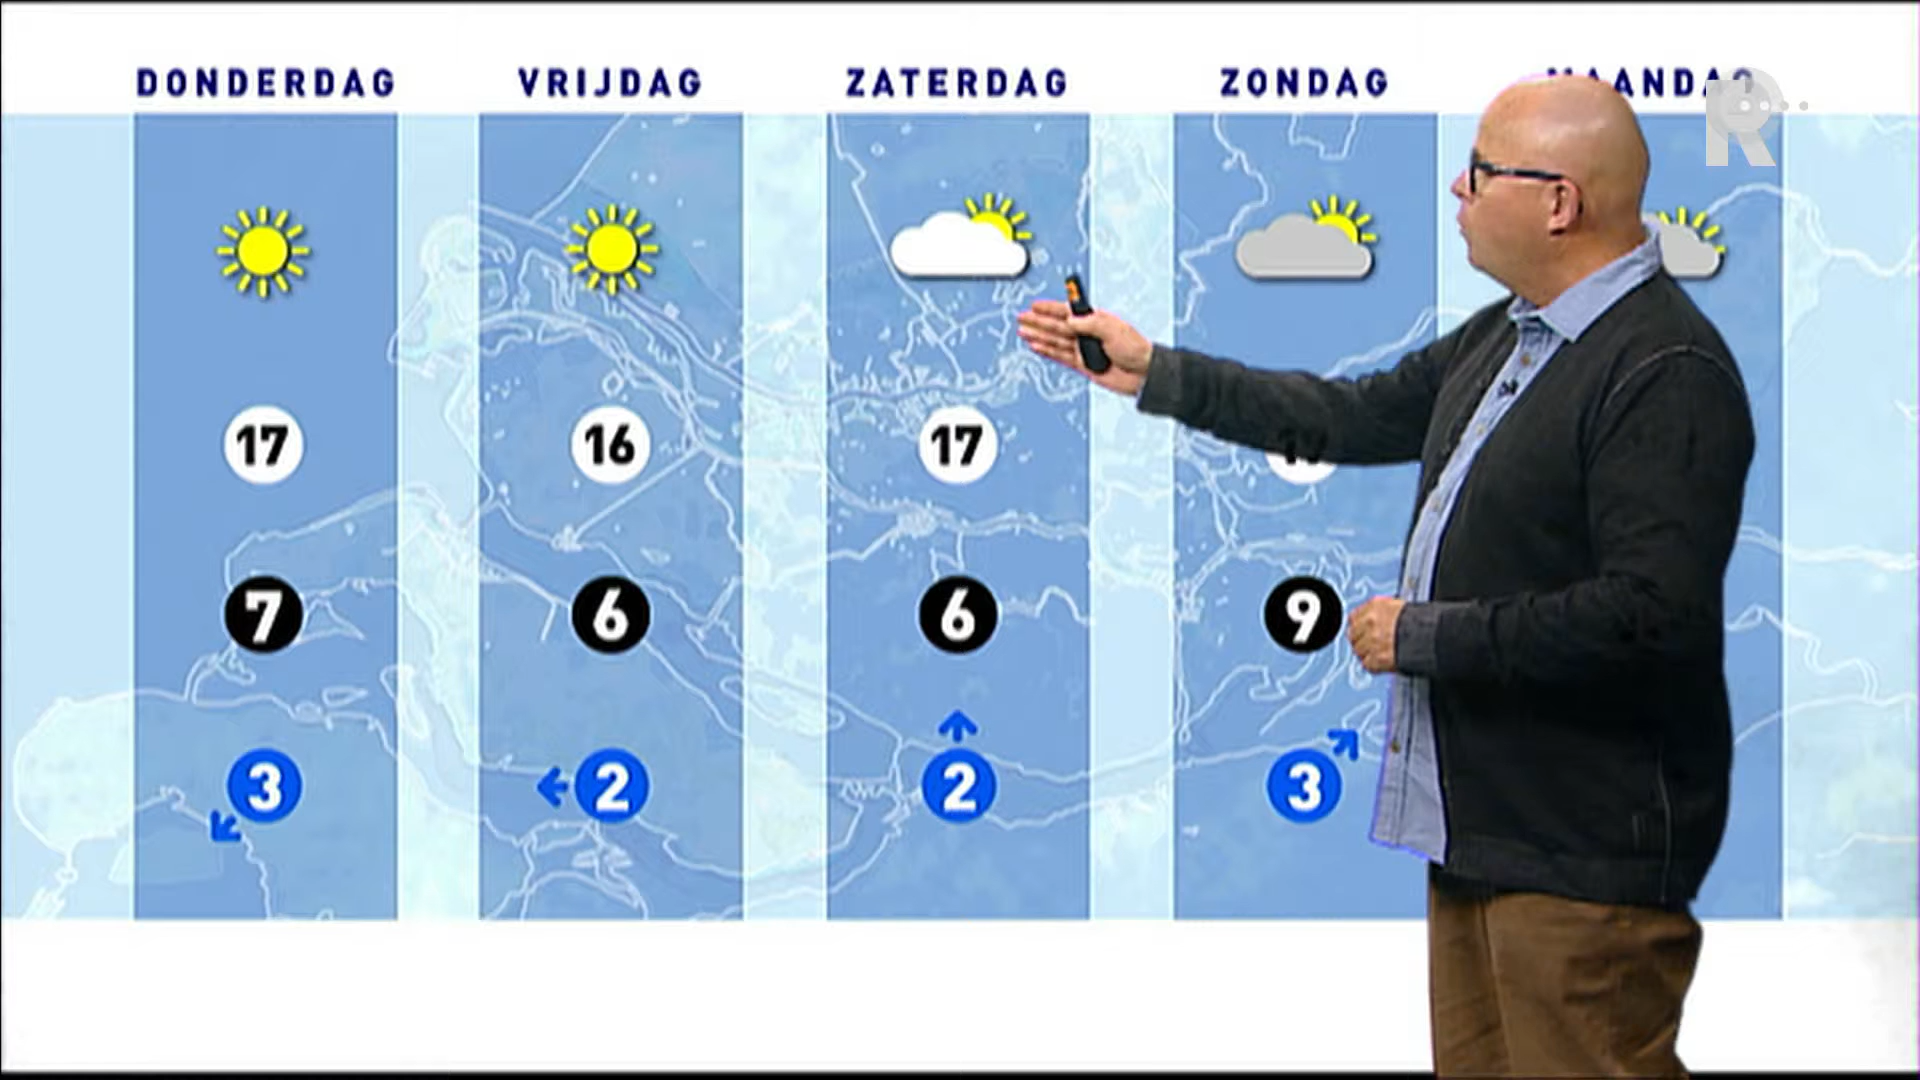 DONDERDAG VRIJDAG ZATERDAG ZONDAG
17 16 17
7 6 6 9
3 2 2 3
R